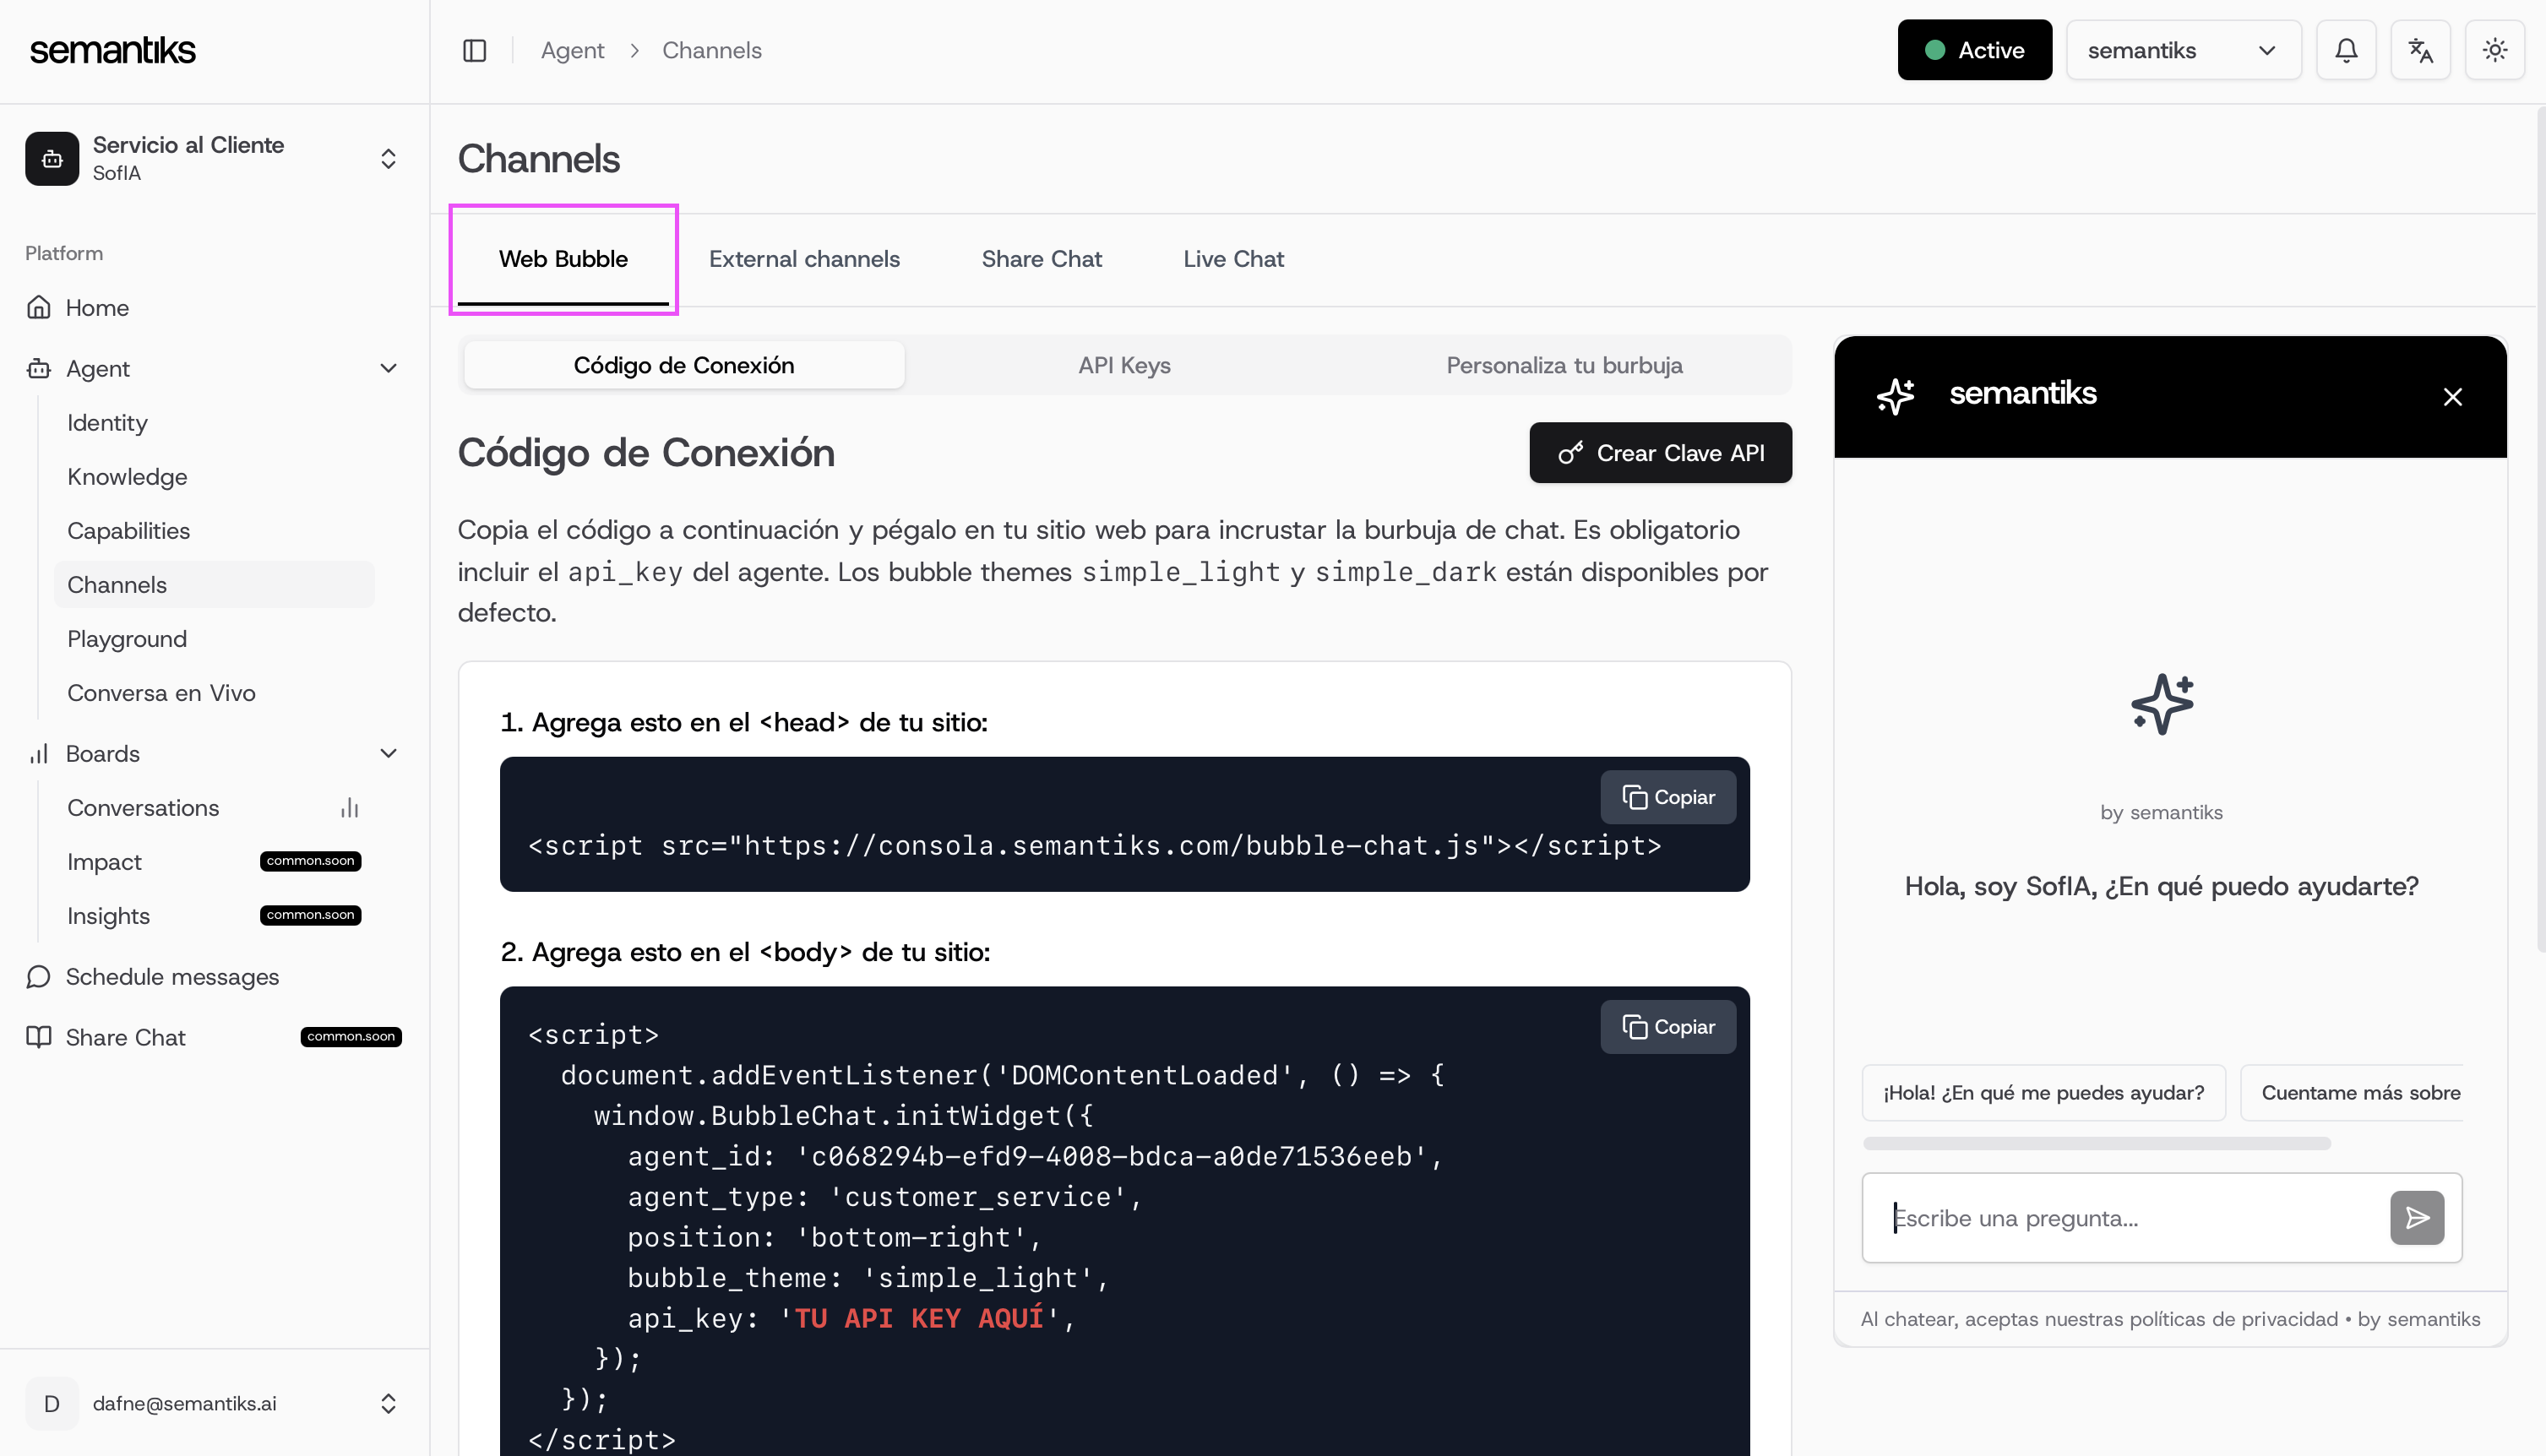 semantiks
Agent > Channels
Active
semantiks
Servicio al Cliente
SofIA
Platform
Home
Agent
Identity
Knowledge
Capabilities
Channels
Playground
Conversa en Vivo
Boards
Conversations
Impact common.soon
Insights common.soon
Schedule messages
Share Chat common.soon
D dafne@semantiks.ai
Channels
Web Bubble External channels Share Chat Live Chat
Código de Conexión API Keys Personaliza tu burbuja
Código de Conexión
Crear Clave API
Copia el código a continuación y pégalo en tu sitio web para incrustar la burbuja de chat. Es obligatorio
incluir el api_key del agente. Los bubble themes simple_light y simple_dark están disponibles por
defecto.
1. Agrega esto en el <head> de tu sitio:
Copiar
<script src="https://consola.semantiks.com/bubble-chat.js"></script>
2. Agrega esto en el <body> de tu sitio:
Copiar
<script>
document.addEventListener('DOMContentLoaded', () => {
window.BubbleChat.initWidget({
agent_id: 'c068294b-efd9-4008-bdca-a0de71536eeb',
agent_type: 'customer_service',
position: 'bottom-right',
bubble_theme: 'simple_light',
api_key: 'TU API KEY AQUÍ',
});
});
</script>
semantiks
by semantiks
Hola, soy SofIA, ¿En qué puedo ayudarte?
¡Hola! ¿En qué me puedes ayudar? Cuentame más sobre
Escribe una pregunta...
Al chatear, aceptas nuestras políticas de privacidad • by semantiks